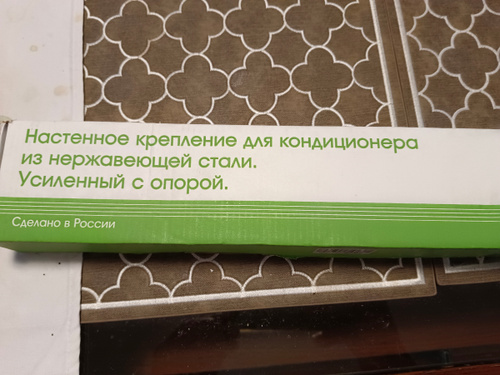 Настенное крепление для кондиционера
из нержавеющей стали.
Усиленный с опорой.
Сделано в России